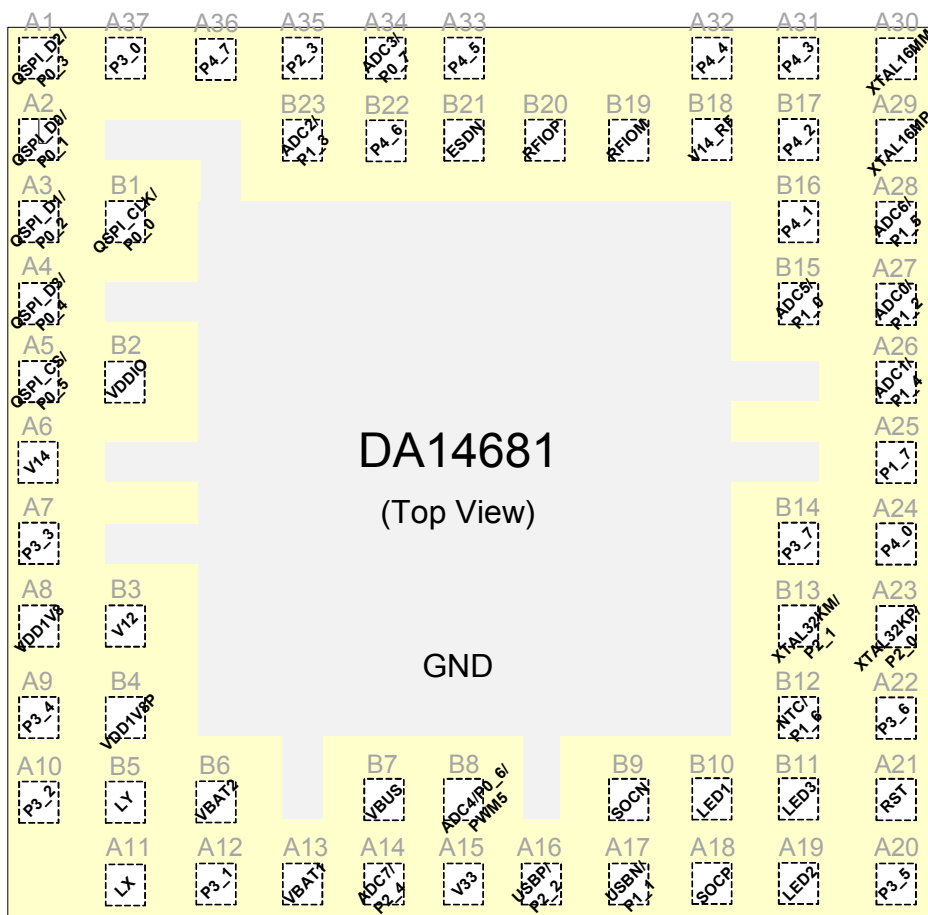 A1 A37 A36 A35 A34 A33 A32 A31 A30
QSPI_D2/
P0_3
P3_0
P4_7
P2_3
ADC3/
P0_7
P4_5
P4_4
P4_3
XTAL16MM
A2 B23 B22 B21 B20 B19 B18 B17 A29
QSPI_D0/
P0_1
ADC2/
P1_3
P4_6
ESDN
RFIOP
RFIOM
V14_RF
P4_2
XTAL16MP
A3 B1 B16 A28
QSPI_D1/
P0_2
QSPI_CLK/
P0_0
P4_1
ADC6/
P1_5
A4 B15 A27
QSPI_D3/
P0_4
ADC5/
P1_0
ADC0/
P1_2
A5 B2 A26
QSPI_CS/
P0_5
VDDIO
ADC1/
P1_4
A6 A25
V14
P1_7
DA14681
(Top View)
A7 B14 A24
P3_3
P3_7
P4_0
A8 B3 B13 A23
VDD1V8
V12
XTAL32KM/
P2_1
XTAL32KP/
P2_0
GND
A9 B4 B12 A22
P3_4
VDD1V8P
NTC/
P1_6
P3_6
A10 B5 B6 B7 B8 B9 B10 B11 A21
P3_2
LY
VBAT2
VBUS
ADC4/P0_6/
PWM5
SOCN
LED1
LED3
RST
A11 A12 A13 A14 A15 A16 A17 A18 A19 A20
LX
P3_1
VBAT1
ADC7/
P2_4
V33
USBP/
P2_2
USBN/
P1_1
SOCP
LED2
P3_5